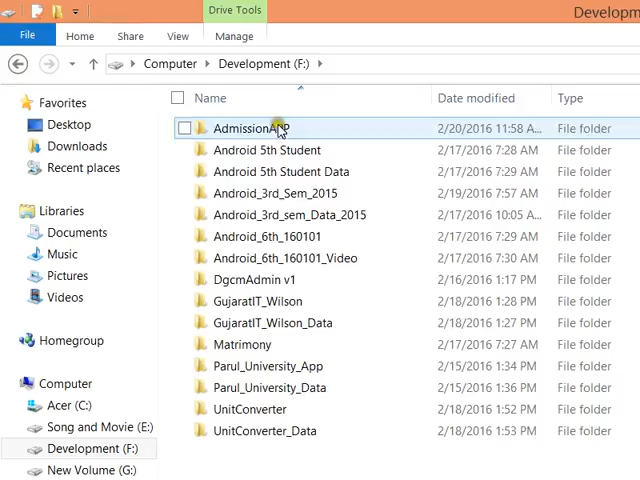 Drive Tools
Developm
File Home Share View Manage
Computer Development (F:)
Name Date modified Type
Favorites
Desktop
Downloads
Recent places
Libraries
Documents
Music
Pictures
Videos
Homegroup
Computer
Acer (C:)
Song and Movie (E:)
Development (F:)
New Volume (G:)
AdmissionAPP 2/20/2016 11:58 A... File folder
Android 5th Student 2/17/2016 7:28 AM File folder
Android 5th Student Data 2/17/2016 7:29 AM File folder
Android_3rd_Sem_2015 2/19/2016 7:57 AM File folder
Android_3rd_sem_Data_2015 2/17/2016 10:05 A... File folder
Android_6th_160101 2/17/2016 7:29 AM File folder
Android_6th_160101_Video 2/17/2016 7:30 AM File folder
DgcmAdmin v1 2/16/2016 1:17 PM File folder
GujaratIT_Wilson 2/18/2016 1:28 PM File folder
GujaratIT_Wilson_Data 2/18/2016 1:27 PM File folder
Matrimony 2/17/2016 7:27 AM File folder
Parul_University_App 2/15/2016 1:34 PM File folder
Parul_University_Data 2/15/2016 1:36 PM File folder
UnitConverter 2/18/2016 1:52 PM File folder
UnitConverter_Data 2/18/2016 1:53 PM File folder